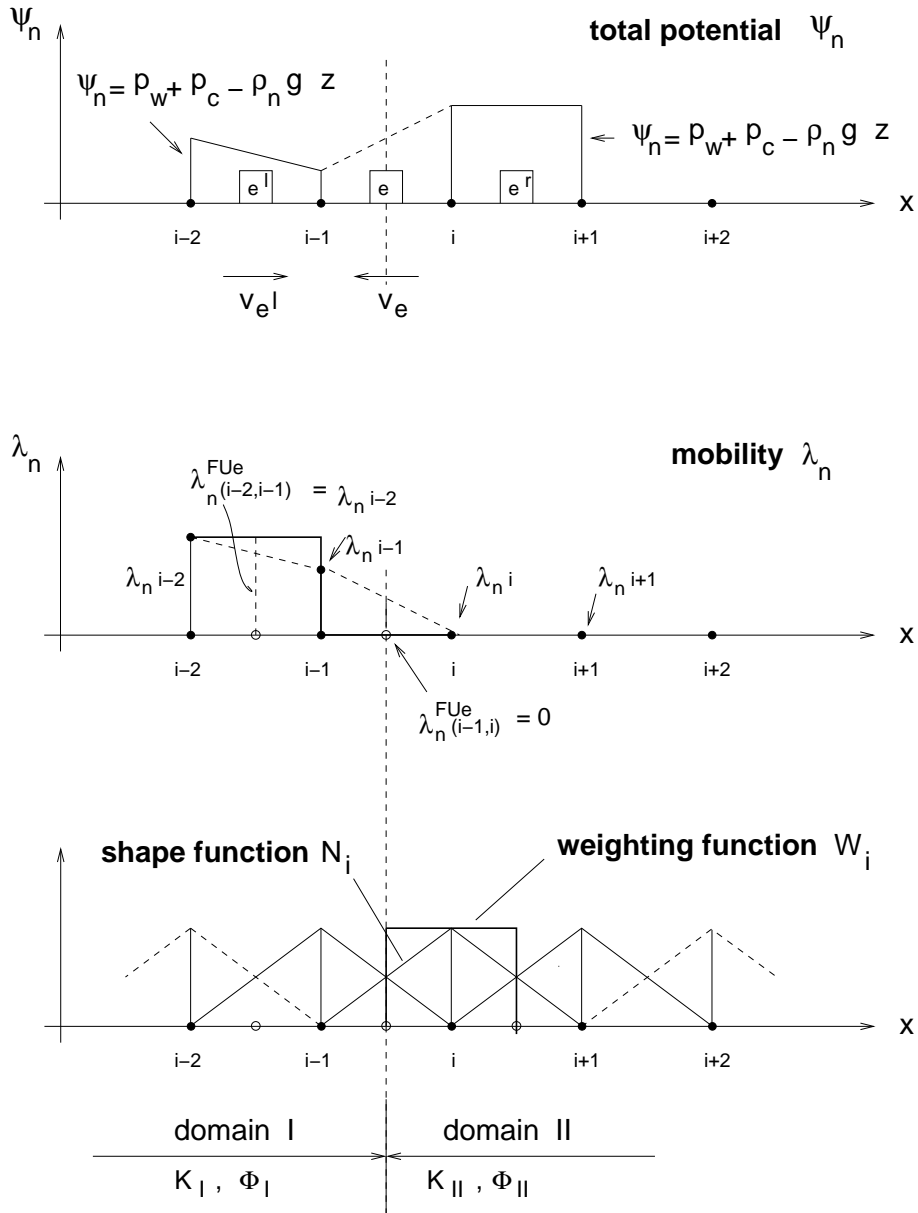 ψn
total potential ψn
ψn = pw + pc − ρn g z
ψn = pw + pc − ρn g z
e l
e
e r
x
i−2
i−1
i
i+1
i+2
v e l
v e
λn
mobility λn
λn FUe (i−2,i−1) = λn i−2
λn i−1
λn i−2
λn i
λn i+1
x
i−2
i−1
i
i+1
i+2
λn FUe (i−1,i) = 0
shape function Ni
weighting function Wi
x
i−2
i−1
i
i+1
i+2
domain I
domain II
KI , ΦI
KII , ΦII